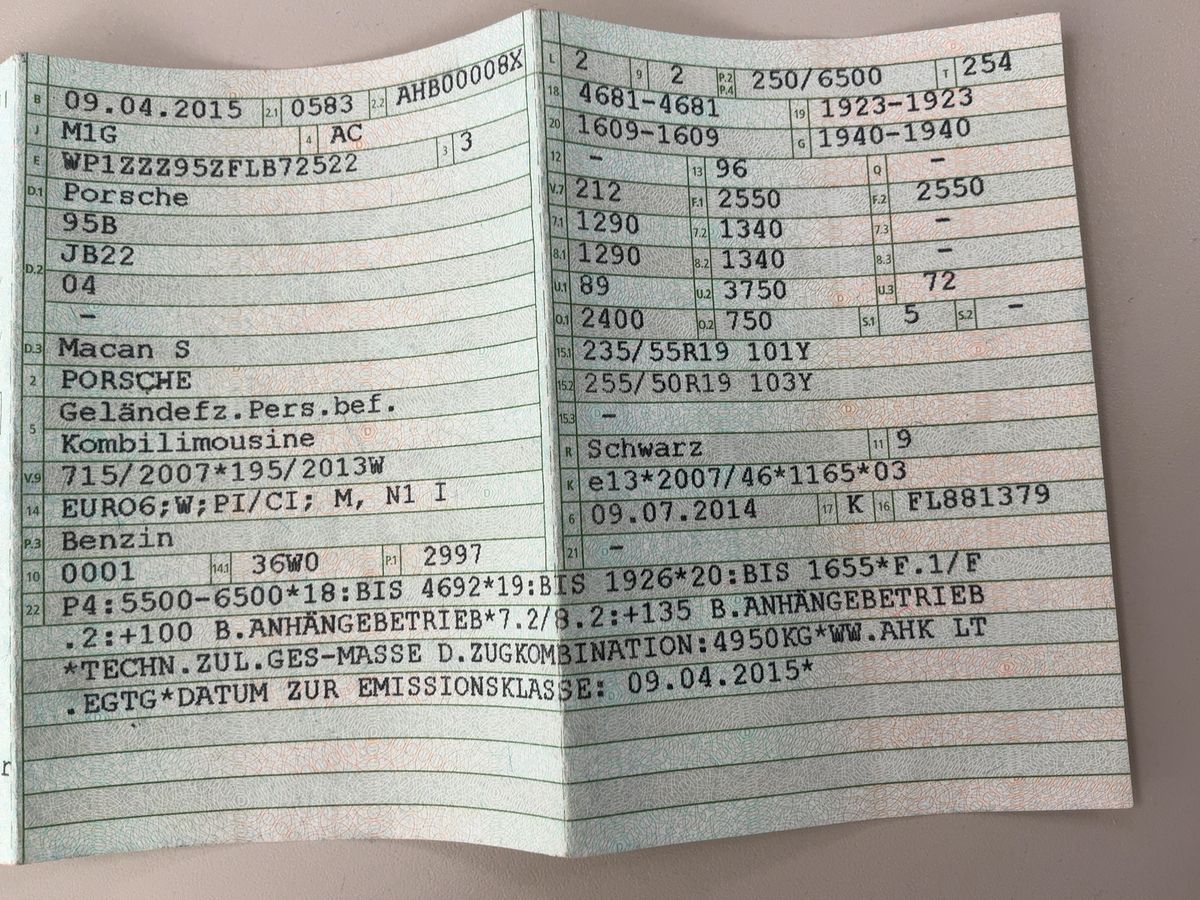 B 09.04.2015 2.1 0583 2.2 AHB00008X
J M1G 4 AC
E WP1ZZZ95ZFLB72522 3 3
D.1 Porsche
95B
D.2 JB22
04
–
D.3 Macan S
2 PORSCHE
5 Geländefz.Pers.bef.
Kombilimousine
V.9 715/2007*195/2013W
14 EURO6;W;PI/CI; M, N1 I
P.3 Benzin
10 0001 14.1 36W0 P.1 2997
L 2 9 2 P.2 P.4 250/6500 T 254
18 4681-4681 19 1923-1923
20 1609-1609 G 1940-1940
12 – 13 96 Q –
V.7 212 F.1 2550 F.2 2550
7.1 1290 7.2 1340 7.3 –
8.1 1290 8.2 1340 8.3 –
U.1 89 U.2 3750 U.3 72
O.1 2400 O.2 750 S.1 5 S.2 –
15.1 235/55R19 101Y
15.2 255/50R19 103Y
15.3 –
R Schwarz 11 9
K e13*2007/46*1165*03
6 09.07.2014 17 K 16 FL881379
21 –
22 P4:5500-6500*18:BIS 4692*19:BIS 1926*20:BIS 1655*F.1/F
.2:+100 B.ANHÄNGEBETRIEB*7.2/8.2:+135 B.ANHÄNGEBETRIEB
*TECHN.ZUL.GES-MASSE D.ZUGKOMBINATION:4950KG*WW.AHK LT
.EGTG*DATUM ZUR EMISSIONSKLASSE: 09.04.2015*
r